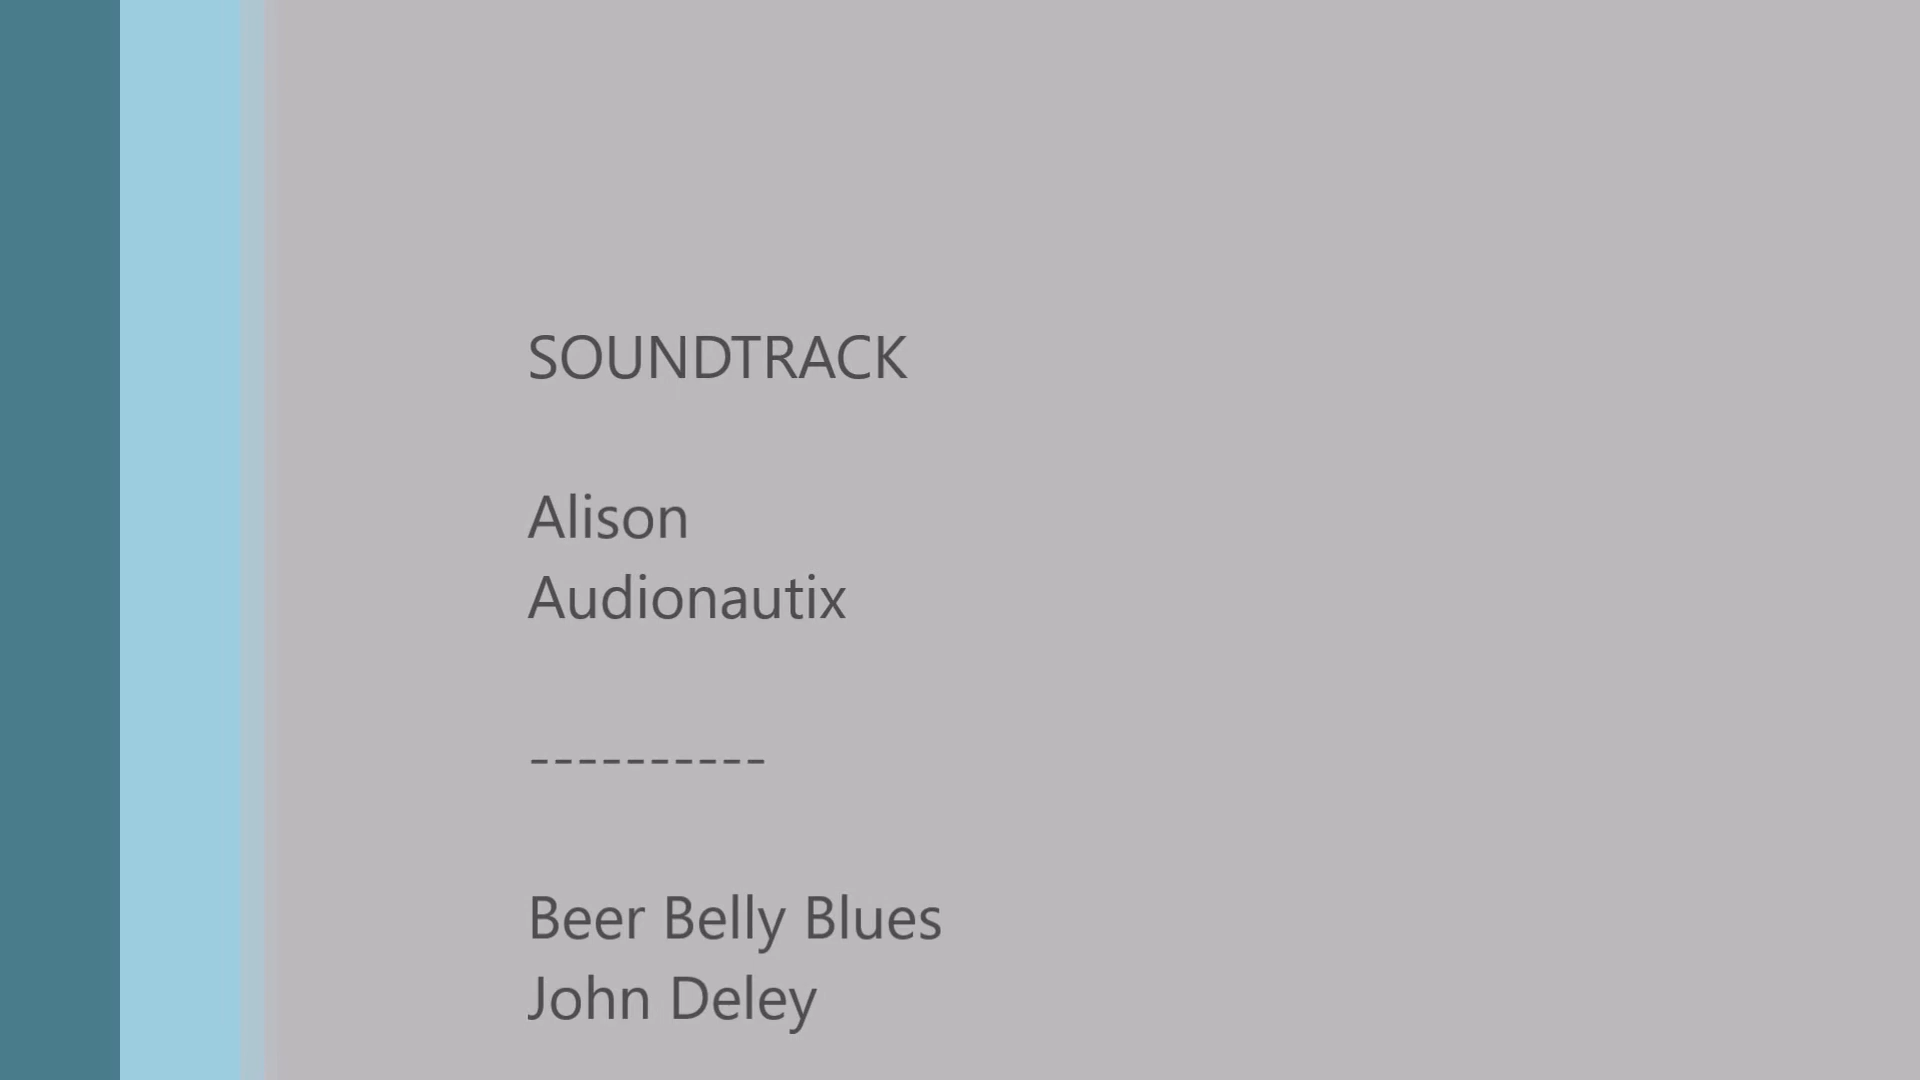 SOUNDTRACK
Alison
Audionautix
----------
Beer Belly Blues
John Deley